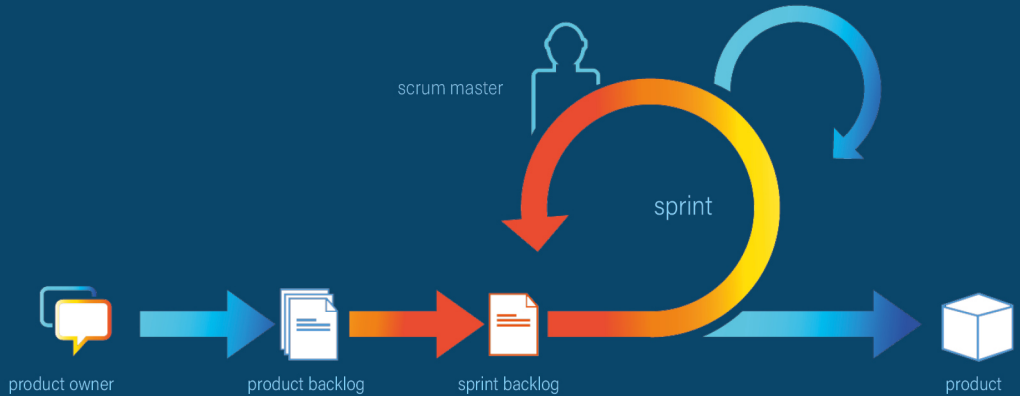 scrum master
sprint
product owner
product backlog
sprint backlog
product